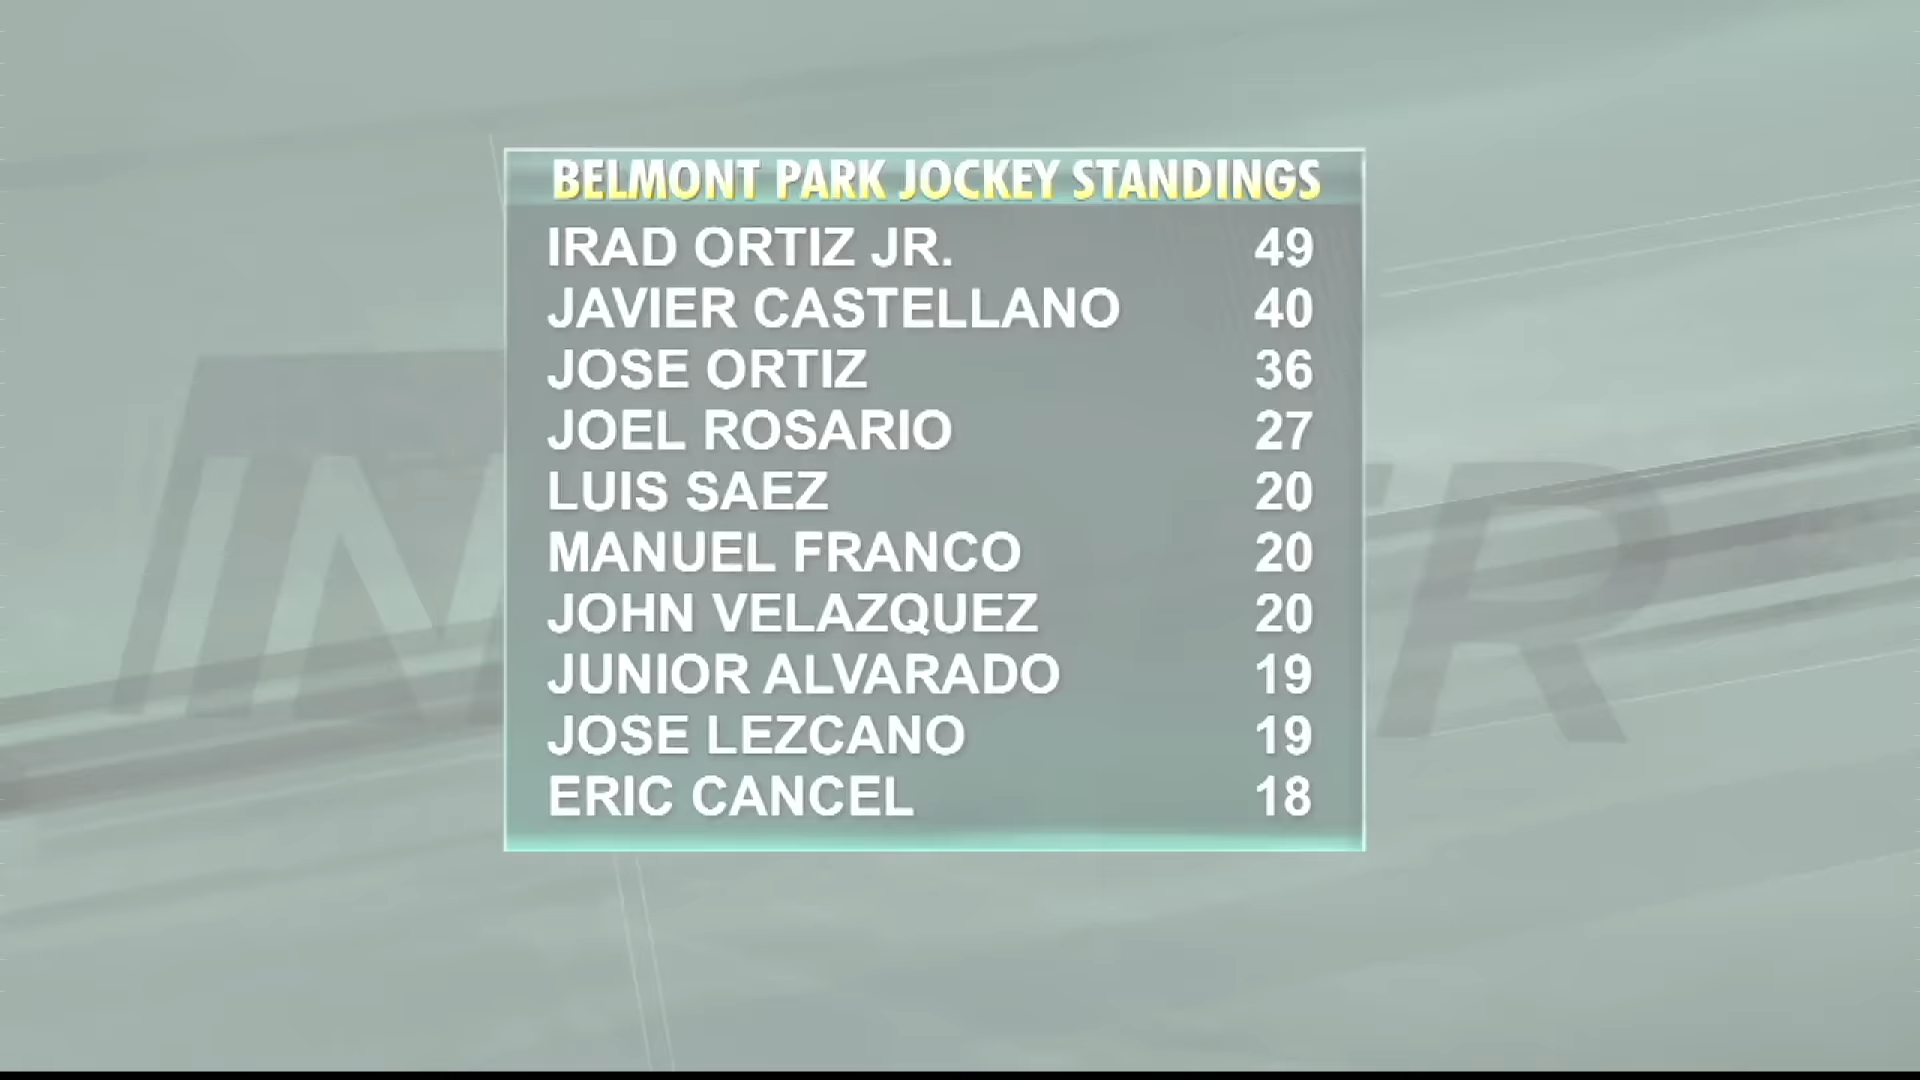 BELMONT PARK JOCKEY STANDINGS
IRAD ORTIZ JR. 49
JAVIER CASTELLANO 40
JOSE ORTIZ 36
JOEL ROSARIO 27
LUIS SAEZ 20
MANUEL FRANCO 20
JOHN VELAZQUEZ 20
JUNIOR ALVARADO 19
JOSE LEZCANO 19
ERIC CANCEL 18